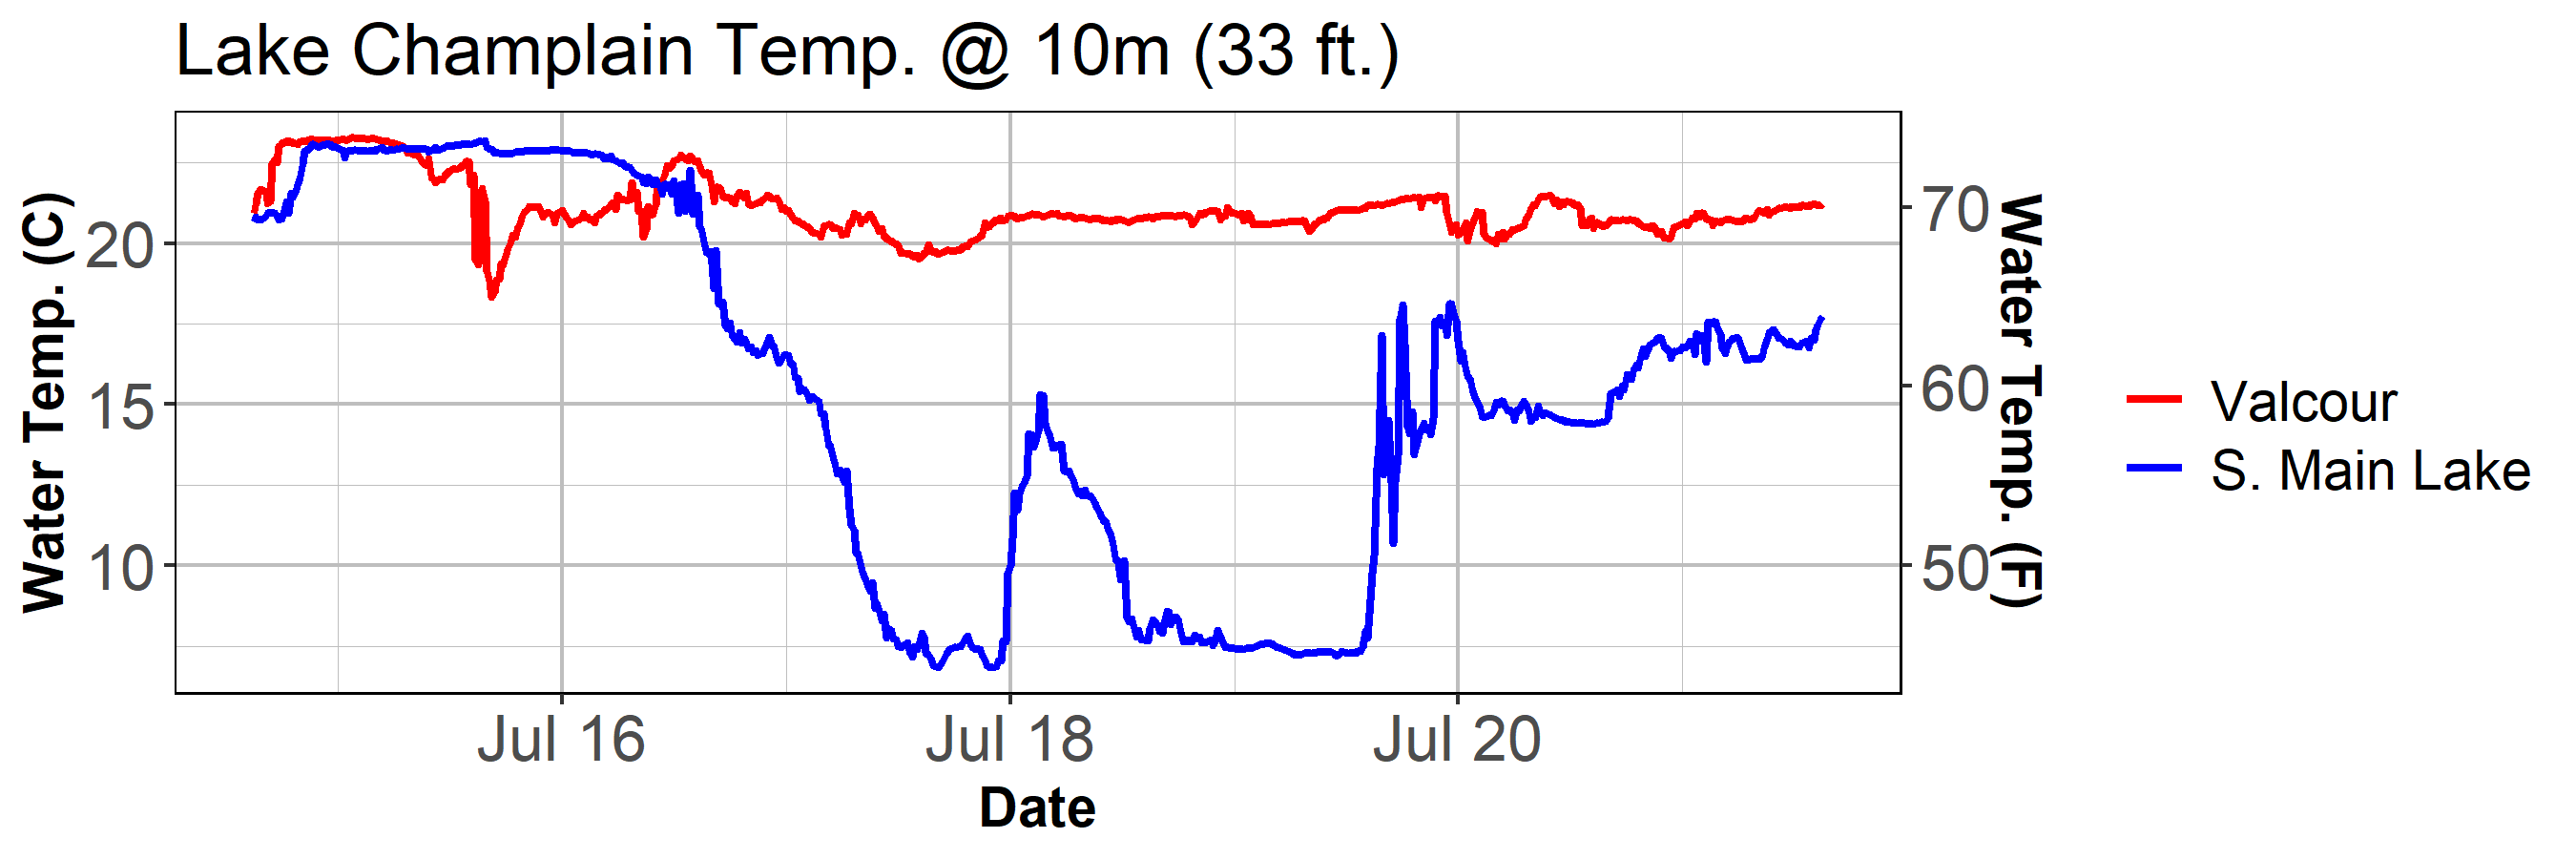 Lake Champlain Temp. @ 10m (33 ft.)
Water Temp. (C)
20
15
10
70
60
50
Water Temp. (F)
Jul 16
Jul 18
Jul 20
Date
Valcour
S. Main Lake